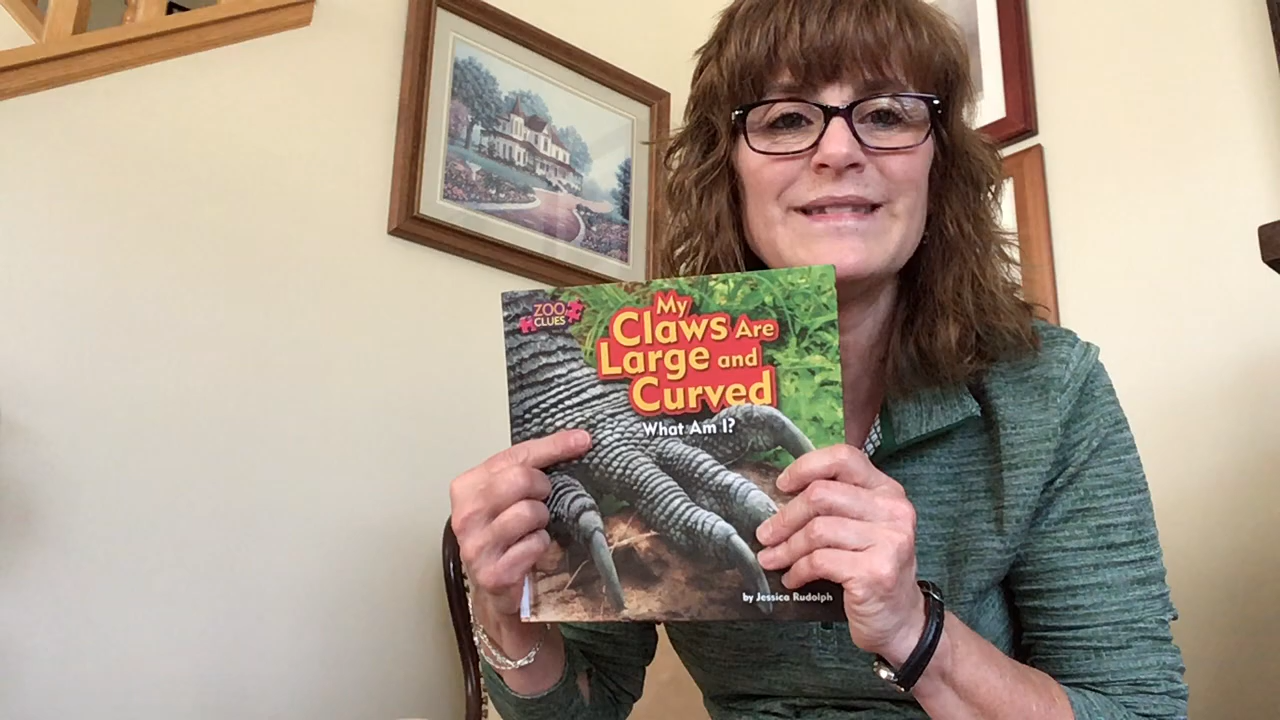 ZOO
CLUES
My
Claws Are
Large and
Curved
What Am I?
by Jessica Rudolph